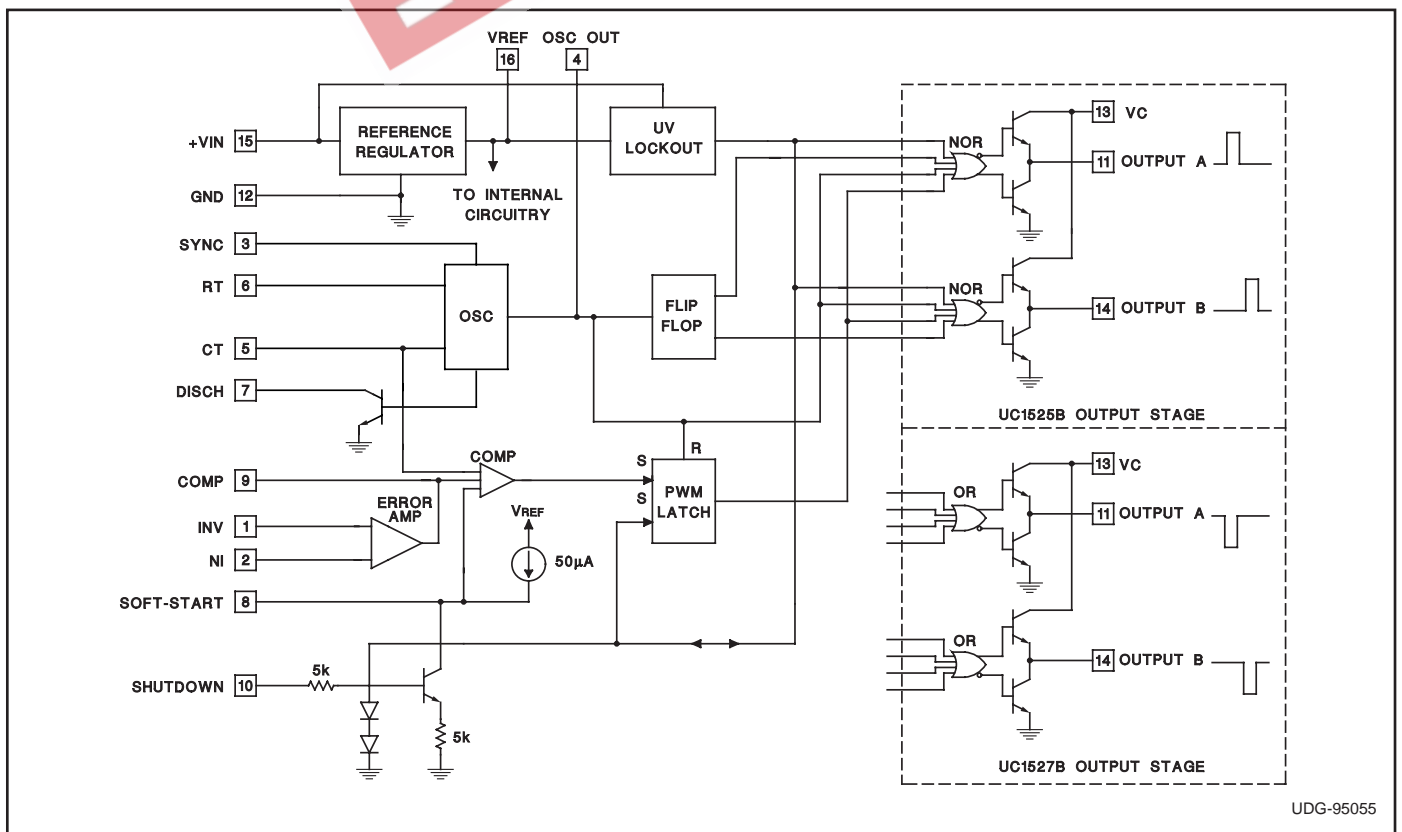 VREF OSC OUT
16 4
+VIN 15
REFERENCE
REGULATOR
UV
LOCKOUT
GND 12
TO INTERNAL
CIRCUITRY
SYNC 3
RT 6
OSC
CT 5
FLIP
FLOP
DISCH 7
COMP
COMP 9
ERROR
AMP
INV 1
NI 2
S
R
S
PWM
LATCH
VREF
50µA
SOFT-START 8
5k
SHUTDOWN 10
5k
NOR
13 VC
11 OUTPUT A
NOR
14 OUTPUT B
UC1525B OUTPUT STAGE
OR
13 VC
11 OUTPUT A
OR
14 OUTPUT B
UC1527B OUTPUT STAGE
UDG-95055